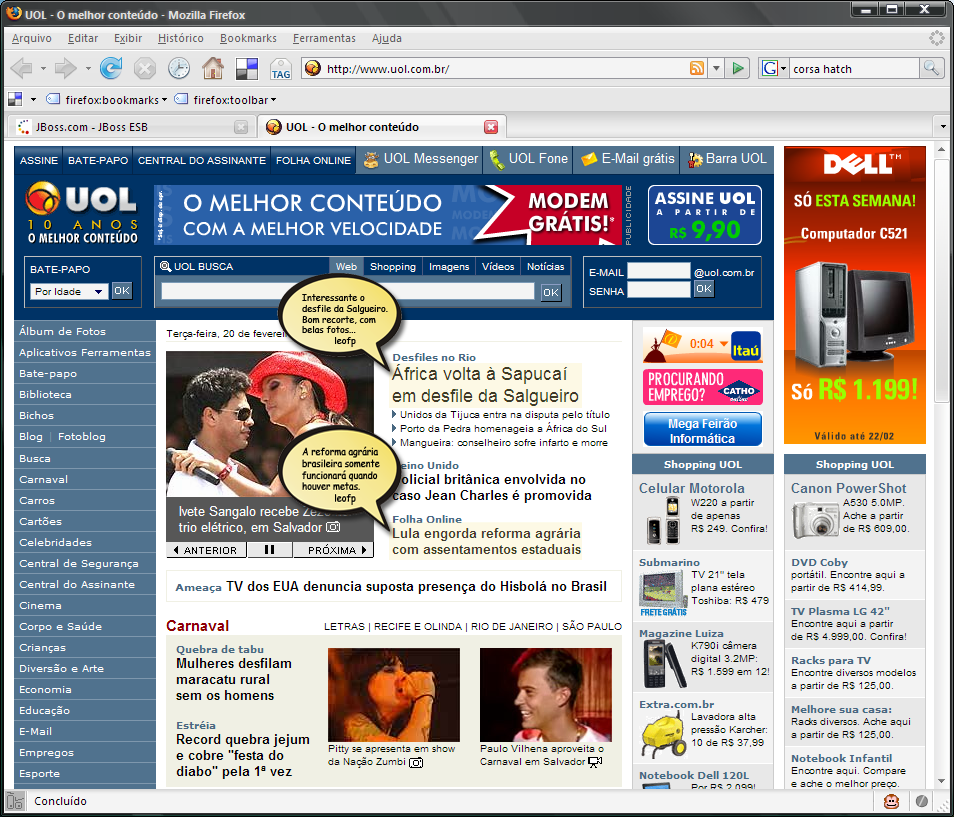 UOL - O melhor conteúdo - Mozilla Firefox
Arquivo Editar Exibir Histórico Bookmarks Ferramentas Ajuda
TAG
http://www.uol.com.br/
G
corsa hatch
firefox:bookmarks
firefox:toolbar
JBoss.com - JBoss ESB
UOL - O melhor conteúdo
ASSINE BATE-PAPO CENTRAL DO ASSINANTE FOLHA ONLINE UOL Messenger UOL Fone E-Mail grátis Barra UOL
UOL
10 ANOS
O MELHOR CONTEÚDO
O MELHOR CONTEÚDO
COM A MELHOR VELOCIDADE
MODEM
GRÁTIS!*
PUBLICIDADE
ASSINE UOL
A PARTIR DE
R$ 9,90
BATE-PAPO
Por Idade OK
UOL BUSCA Web Shopping Imagens Vídeos Notícias
OK
E-MAIL @uol.com.br
SENHA OK
Álbum de Fotos
Aplicativos Ferramentas
Bate-papo
Biblioteca
Bichos
Blog | Fotoblog
Busca
Carnaval
Carros
Cartões
Celebridades
Central de Segurança
Central do Assinante
Cinema
Corpo e Saúde
Crianças
Diversão e Arte
Economia
Educação
E-Mail
Empregos
Esporte
Terça-feira, 20 de feverei
Interessante o
desfile da Salgueiro.
Bom recorte, com
belas fotos...
leofp
Desfiles no Rio
África volta à Sapucaí
em desfile da Salgueiro
Unidos da Tijuca entra na disputa pelo título
Porto da Pedra homenageia a África do Sul
Mangueira: conselheiro sofre infarto e morre
A reforma agrária
brasileira somente
funcionará quando
houver metas.
leofp
eino Unido
olicial britânica envolvida no
caso Jean Charles é promovida
Folha Online
Lula engorda reforma agrária
com assentamentos estaduais
Ivete Sangalo recebe Zezé
trio elétrico, em Salvador
ANTERIOR PRÓXIMA
Ameaça TV dos EUA denuncia suposta presença do Hisbolá no Brasil
Carnaval LETRAS | RECIFE E OLINDA | RIO DE JANEIRO | SÃO PAULO
Quebra de tabu
Mulheres desfilam
maracatu rural
sem os homens
Estréia
Record quebra jejum
e cobre "festa do
diabo" pela 1ª vez
Pitty se apresenta em show
da Nação Zumbi
Paulo Vilhena aproveita o
Carnaval em Salvador
0:04
Itaú
PROCURANDO
EMPREGO?
CATHO
Mega Feirão
Informática
Shopping UOL
Celular Motorola
W220 a partir
de apenas
R$ 249. Confira!
Submarino
TV 21" tela
plana estéreo
Toshiba: R$ 479
FRETE GRÁTIS
Magazine Luiza
K790i câmera
digital 3.2MP:
R$ 1.599 em 12!
Extra.com.br
Lavadora alta
pressão Karcher:
10 de R$ 37,99
Notebook Dell 120L
Por R$ 2.099!
DELL™
SÓ ESTA SEMANA!
Computador C521
Só R$ 1.199!
Válido até 22/02
Shopping UOL
Canon PowerShot
A530 5.0MP.
Ache a partir
de R$ 609,00.
DVD Coby
portátil. Encontre aqui a
partir de R$ 414,99.
TV Plasma LG 42"
Encontre aqui a partir
de R$ 4.999,00. Confira!
Racks para TV
Encontre diversos modelos
a partir de R$ 125,00.
Melhore sua casa:
Racks diversos. Ache aqui
a partir de R$ 125,00.
Notebook Infantil
Encontre aqui. Compare
e ache o melhor preço.
Concluído